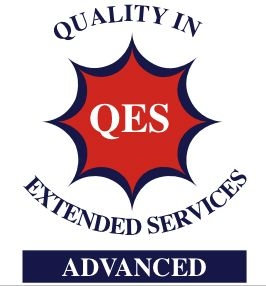 QUALITY IN
QES
EXTENDED SERVICES
ADVANCED